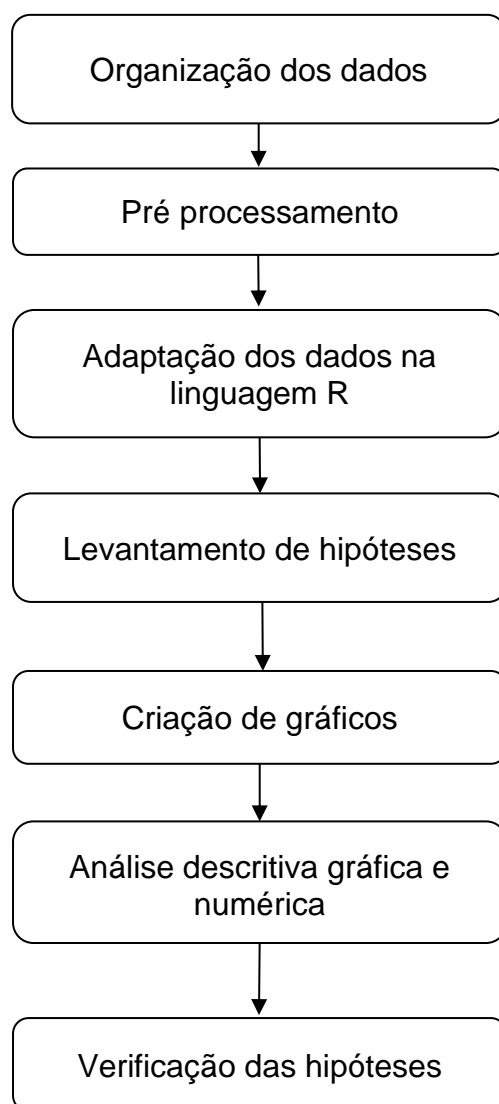 Organização dos dados
Pré processamento
Adaptação dos dados na
linguagem R
Levantamento de hipóteses
Criação de gráficos
Análise descritiva gráfica e
numérica
Verificação das hipóteses